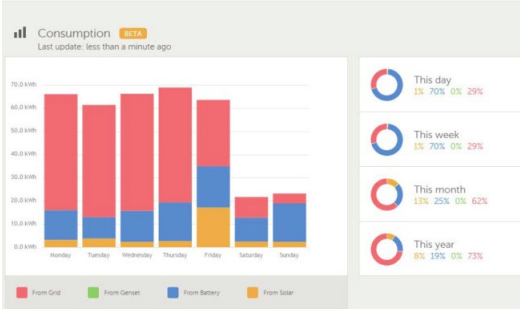 Consumption BETA
Last update: less than a minute ago
70.0 kWh
60.0 kWh
50.0 kWh
40.0 kWh
30.0 kWh
20.0 kWh
10.0 kWh
0.0 kWh
Monday Tuesday Wednesday Thursday Friday Saturday Sunday
From Grid From Genset From Battery From Solar
This day
1% 70% 0% 29%
This week
1% 70% 0% 29%
This month
13% 25% 0% 62%
This year
8% 19% 0% 73%